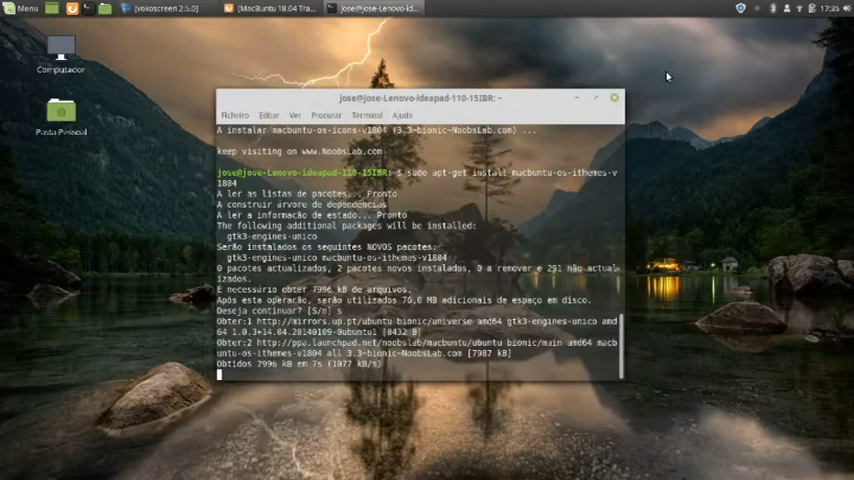 Menu
[vokoscreen 2.5.0]
[MacBuntu 18.04 Tra...
Jose@jose-Lenovo-id...
17:35
Computador
Pasta Pessoal
jose@jose-Lenovo-ideapad-110-15IBR: ~
Ficheiro Editar Ver Procurar Terminal Ajuda
A instalar macbuntu-os-icons-v1804 (3.3~bionic~NoobsLab.com) ...
keep visiting on www.NoobsLab.com
jose@jose-Lenovo-ideapad-110-15IBR:~$ sudo apt-get install macbuntu-os-ithemes-v
1804
A ler as listas de pacotes... Pronto
A construir árvore de dependências
A ler a informação de estado... Pronto
The following additional packages will be installed:
gtk3-engines-unico
Serão instalados os seguintes NOVOS pacotes:
gtk3-engines-unico macbuntu-os-ithemes-v1804
0 pacotes actualizados, 2 pacotes novos instalados, 0 a remover e 291 não actual
izados.
É necessário obter 7996 kB de arquivos.
Após esta operação, serão utilizados 76,0 MB adicionais de espaço em disco.
Deseja continuar? [S/n] s
Obter:1 http://mirrors.up.pt/ubuntu bionic/universe amd64 gtk3-engines-unico amd
64 1.0.3+14.04.20140109-0ubuntu1 [8432 B]
Obter:2 http://ppa.launchpad.net/noobslab/macbuntu/ubuntu bionic/main amd64 macb
untu-os-ithemes-v1804 all 3.3~bionic~NoobsLab.com [7987 kB]
Obtidos 7996 kB em 7s (1077 kB/s)